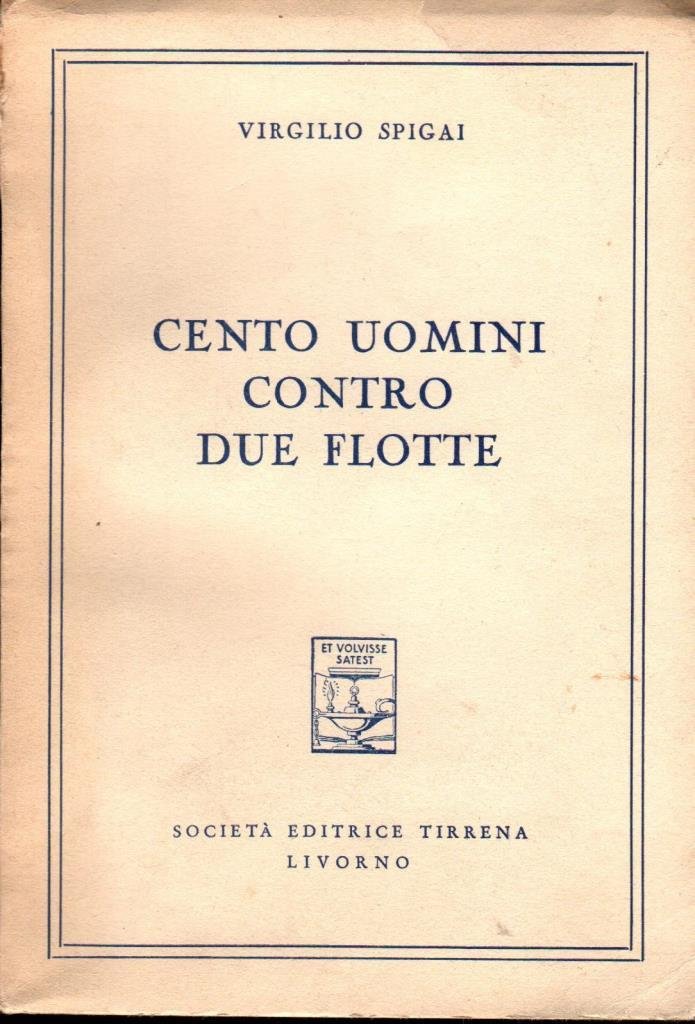 VIRGILIO SPIGAI
CENTO UOMINI
CONTRO
DUE FLOTTE
ET VOLVISSE
SATEST
SOCIETÀ EDITRICE TIRRENA
LIVORNO